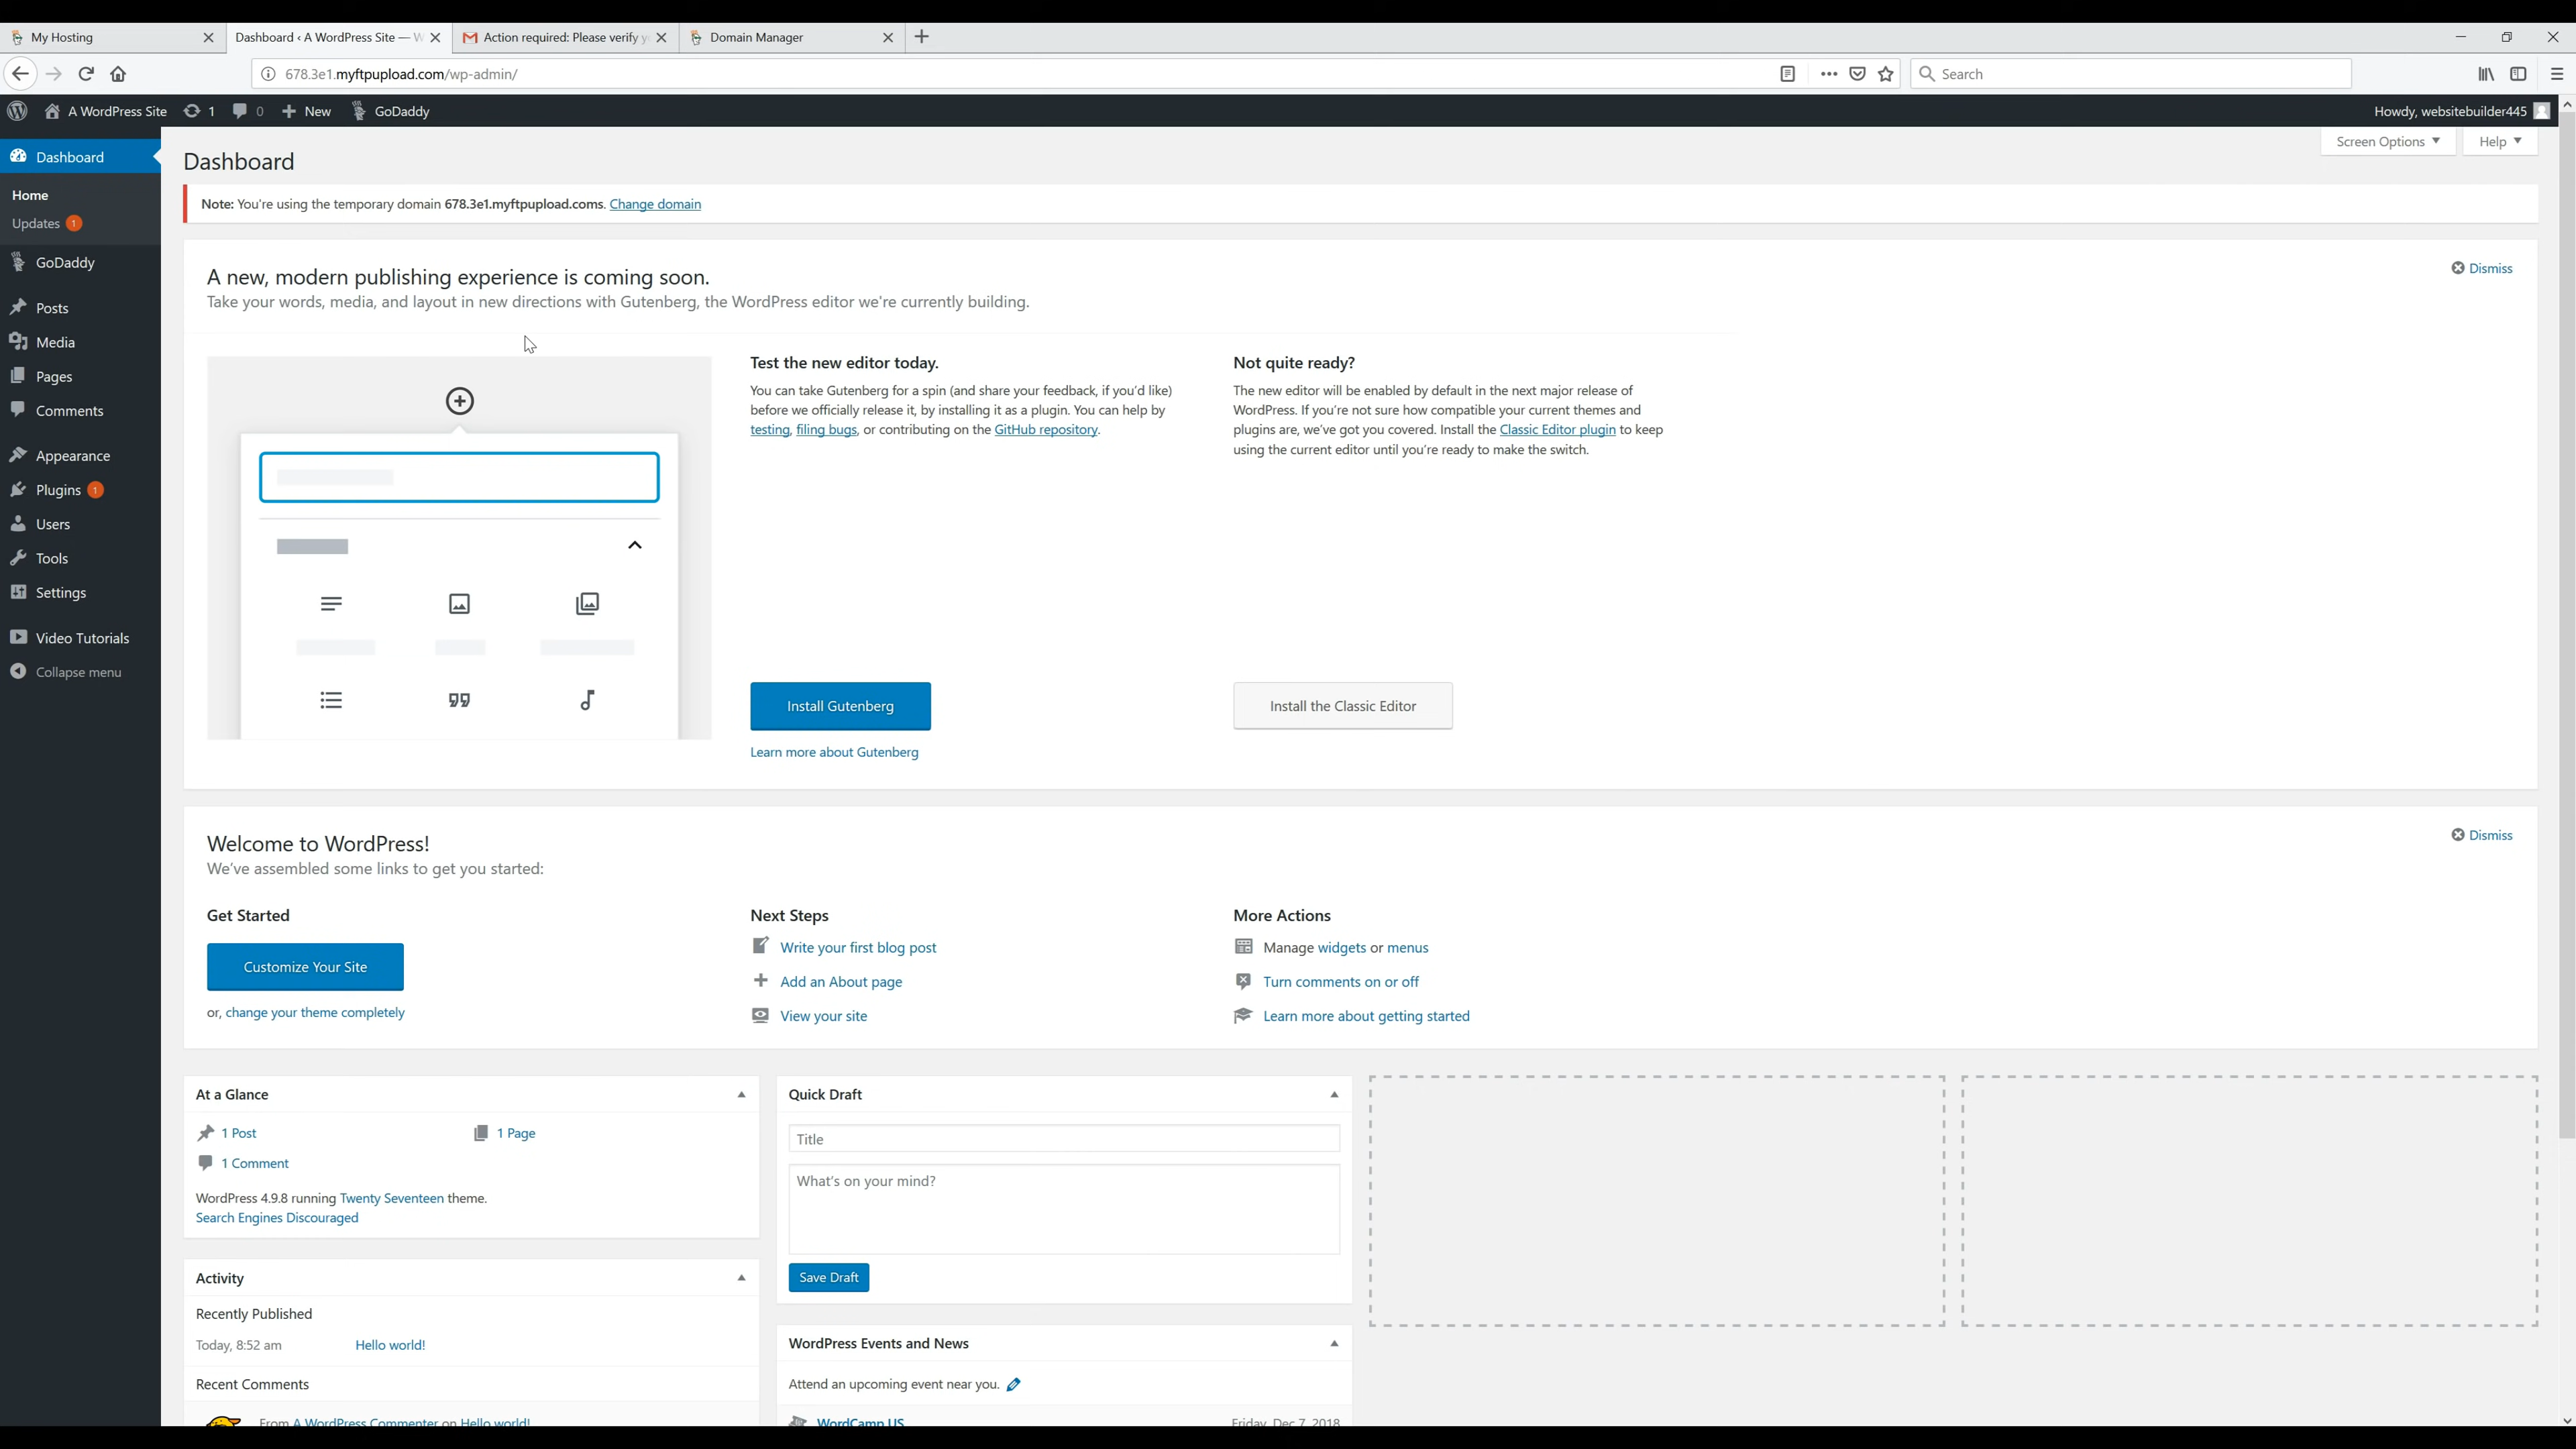 My Hosting
Dashboard ‹ A WordPress Site — W
Action required: Please verify y
Domain Manager
678.3e1.myftpupload.com/wp-admin/
Search
A WordPress Site
1
0
New
GoDaddy
Howdy, websitebuilder445
Dashboard
Home
Updates 1
GoDaddy
Posts
Media
Pages
Comments
Appearance
Plugins 1
Users
Tools
Settings
Video Tutorials
Collapse menu
Screen Options
Help
Dashboard
Note: You're using the temporary domain 678.3e1.myftpupload.coms. Change domain
A new, modern publishing experience is coming soon.
Dismiss
Take your words, media, and layout in new directions with Gutenberg, the WordPress editor we're currently building.
Test the new editor today.
You can take Gutenberg for a spin (and share your feedback, if you'd like)
before we officially release it, by installing it as a plugin. You can help by
testing, filing bugs, or contributing on the GitHub repository.
Install Gutenberg
Learn more about Gutenberg
Not quite ready?
The new editor will be enabled by default in the next major release of
WordPress. If you're not sure how compatible your current themes and
plugins are, we've got you covered. Install the Classic Editor plugin to keep
using the current editor until you're ready to make the switch.
Install the Classic Editor
Welcome to WordPress!
Dismiss
We've assembled some links to get you started:
Get Started
Customize Your Site
or, change your theme completely
Next Steps
Write your first blog post
Add an About page
View your site
More Actions
Manage widgets or menus
Turn comments on or off
Learn more about getting started
At a Glance
1 Post
1 Page
1 Comment
WordPress 4.9.8 running Twenty Seventeen theme.
Search Engines Discouraged
Activity
Recently Published
Today, 8:52 am
Hello world!
Recent Comments
From A WordPress Commenter on Hello world!
Quick Draft
Title
What's on your mind?
Save Draft
WordPress Events and News
Attend an upcoming event near you.
WordCamp US
Friday, Dec 7, 2018